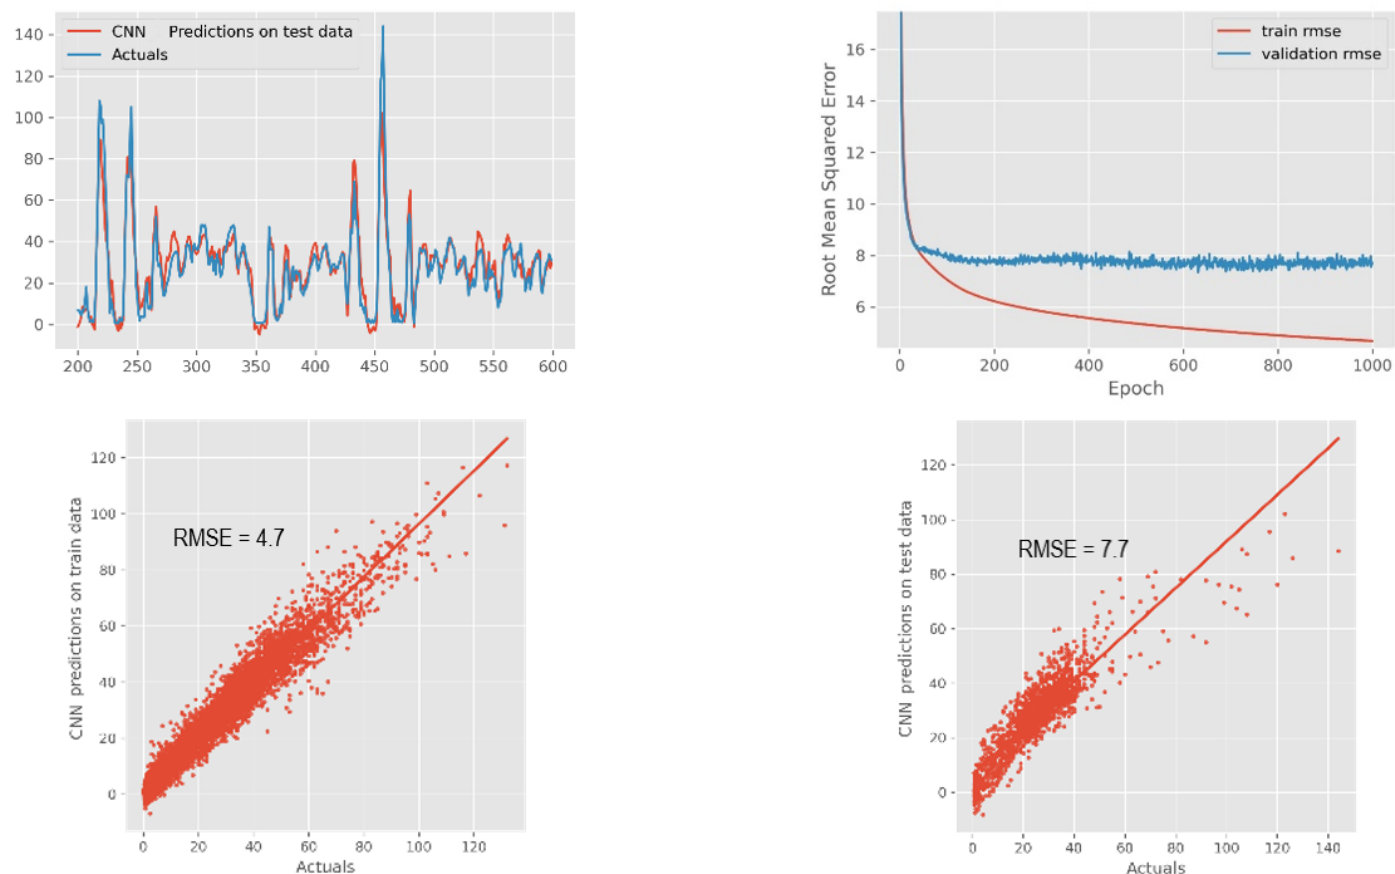 CNN Predictions on test data
Actuals
140
120
100
80
60
40
20
0
200 250 300 350 400 450 500 550 600
train rmse
validation rmse
Root Mean Squared Error
16
14
12
10
8
6
0 200 400 600 800 1000
Epoch
CNN predictions on train data
RMSE = 4.7
120
100
80
60
40
20
0
0 20 40 60 80 100 120
Actuals
CNN predictions on test data
RMSE = 7.7
120
100
80
60
40
20
0
0 20 40 60 80 100 120 140
Actuals